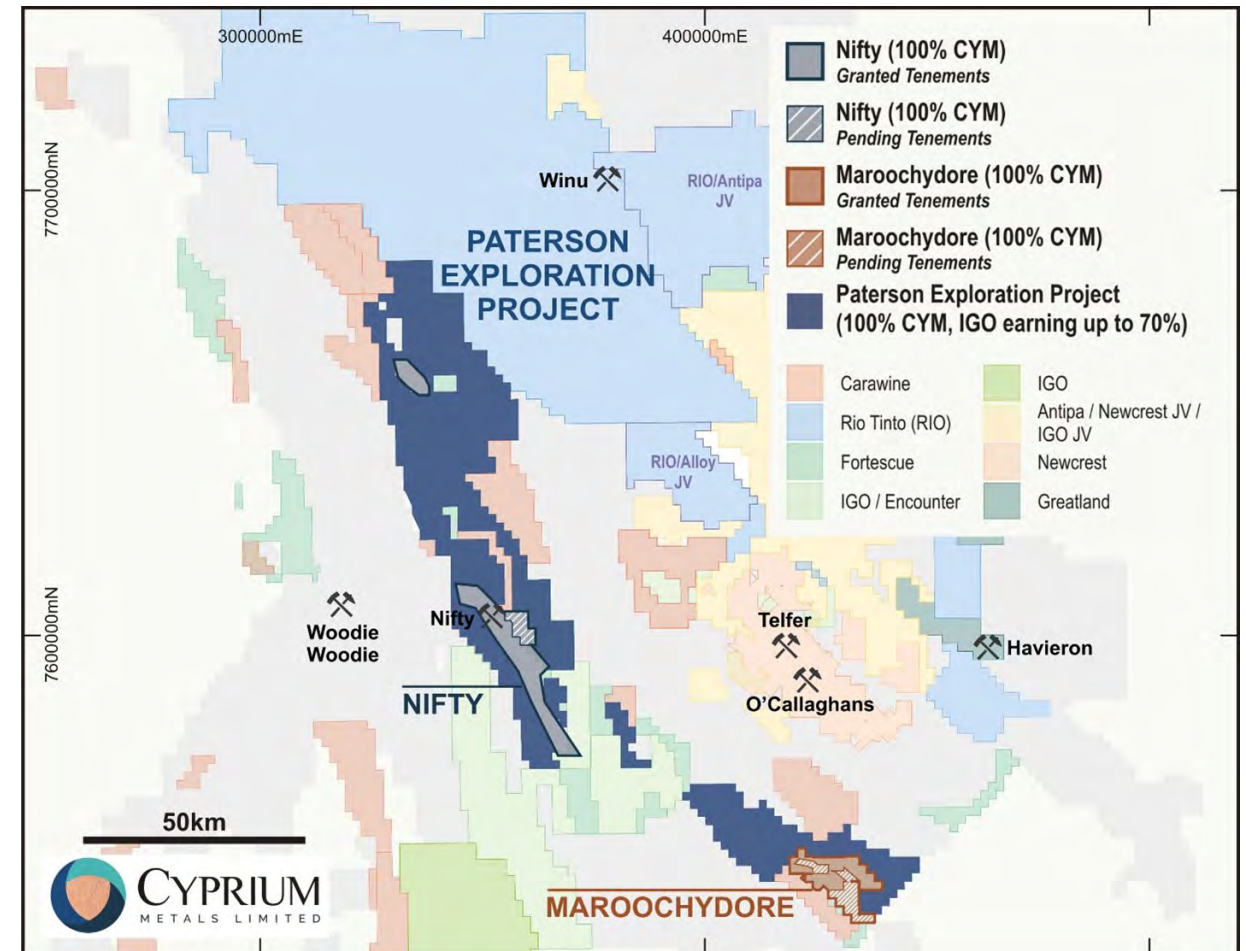 300000mE
400000mE
7700000mN
7600000mN
Nifty (100% CYM)
Granted Tenements
Nifty (100% CYM)
Pending Tenements
Maroochydore (100% CYM)
Granted Tenements
Maroochydore (100% CYM)
Pending Tenements
Paterson Exploration Project
(100% CYM, IGO earning up to 70%)
Carawine
Rio Tinto (RIO)
Fortescue
IGO / Encounter
IGO
Antipa / Newcrest JV /
IGO JV
Newcrest
Greatland
Winu
RIO/Antipa
JV
PATERSON
EXPLORATION
PROJECT
RIO/Alloy
JV
Woodie
Woodie
Nifty
NIFTY
Telfer
O'Callaghans
Havieron
MAROOCHYDORE
50km
CYPRIUM
METALS LIMITED